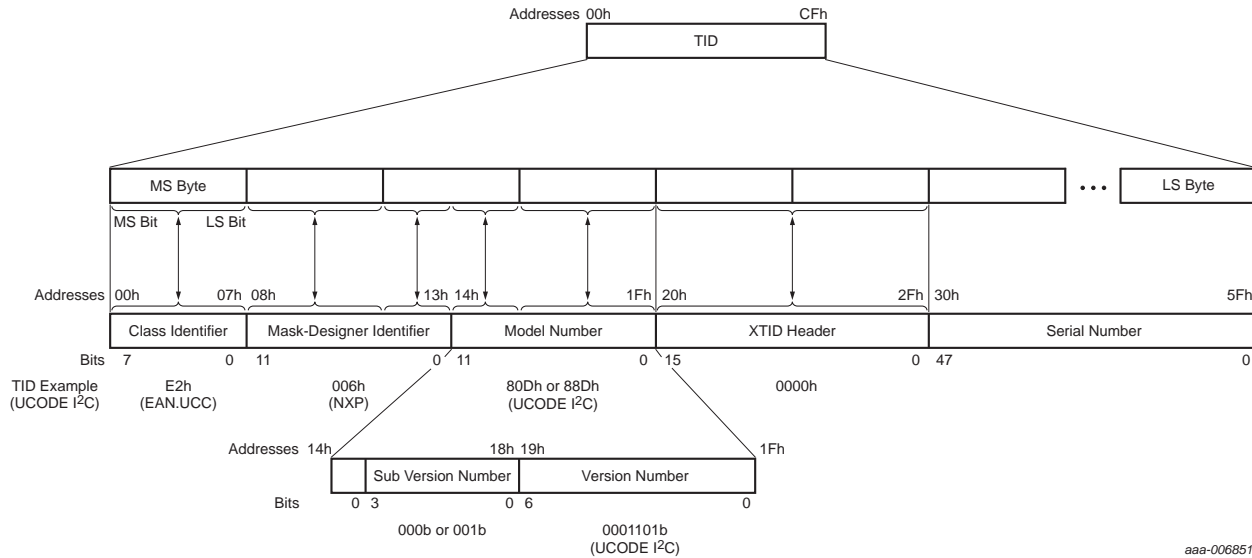 Addresses 00h CFh
TID
MS Byte LS Byte
MS Bit LS Bit
Addresses 00h 07h 08h 13h 14h 1Fh 20h 2Fh 30h 5Fh
Class Identifier Mask-Designer Identifier Model Number XTID Header Serial Number
Bits 7 0 11 0 11 0 15 0 47 0
TID Example E2h 006h 80Dh or 88Dh 0000h
(UCODE I²C) (EAN.UCC) (NXP) (UCODE I²C)
Addresses 14h 18h 19h 1Fh
Sub Version Number Version Number
Bits 0 3 0 6 0
000b or 001b 0001101b
(UCODE I²C)
aaa-006851